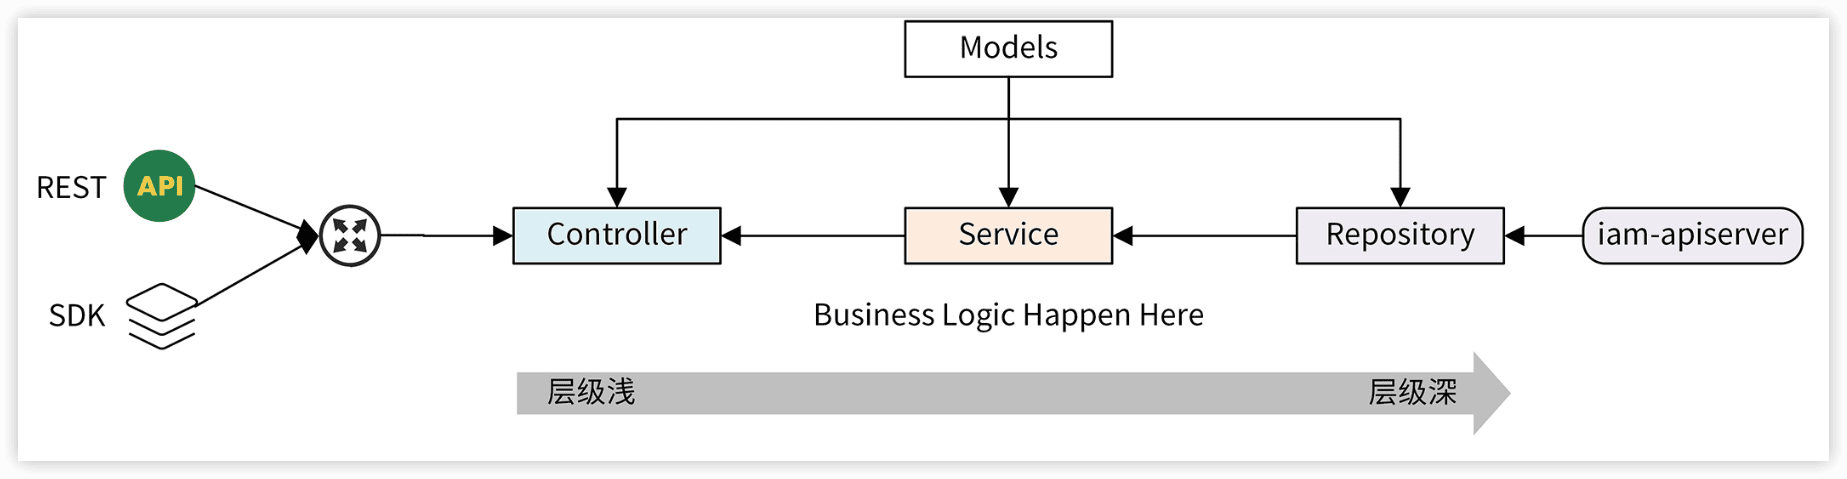 Models
REST
API
Controller
Service
Repository
iam-apiserver
SDK
Business Logic Happen Here
层级浅
层级深